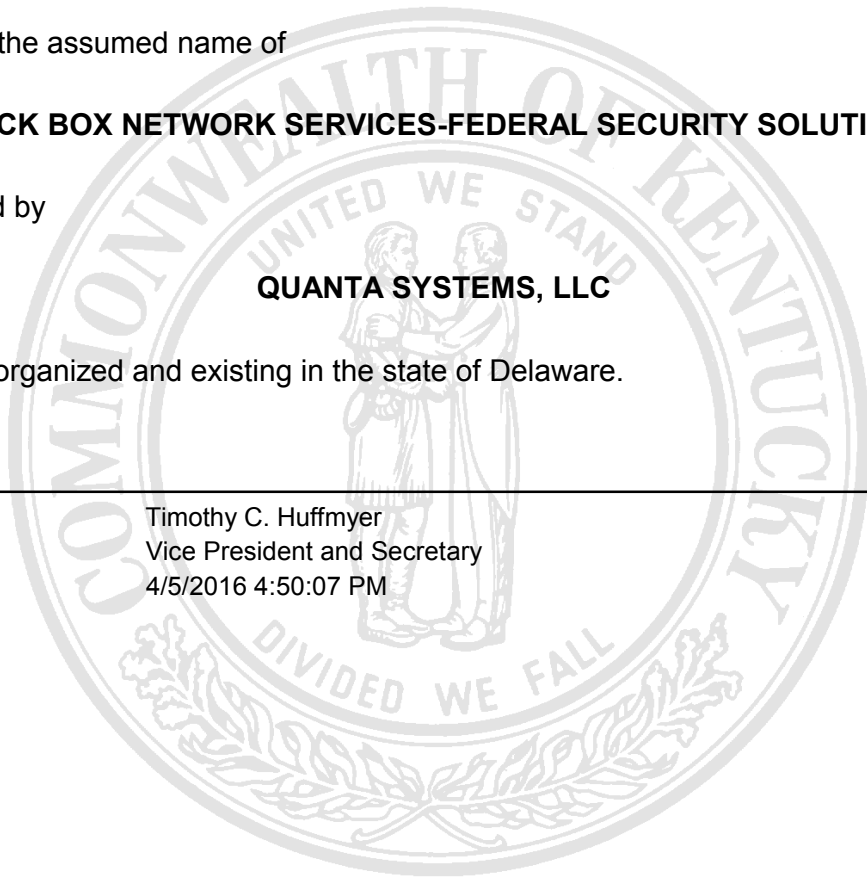 the assumed name of
CK BOX NETWORK SERVICES-FEDERAL SECURITY SOLUTI
d by
QUANTA SYSTEMS, LLC
organized and existing in the state of Delaware.
Timothy C. Huffmyer
Vice President and Secretary
4/5/2016 4:50:07 PM
COMMONWEALTH OF KENTUCKY
UNITED WE STAND
DIVIDED WE FALL